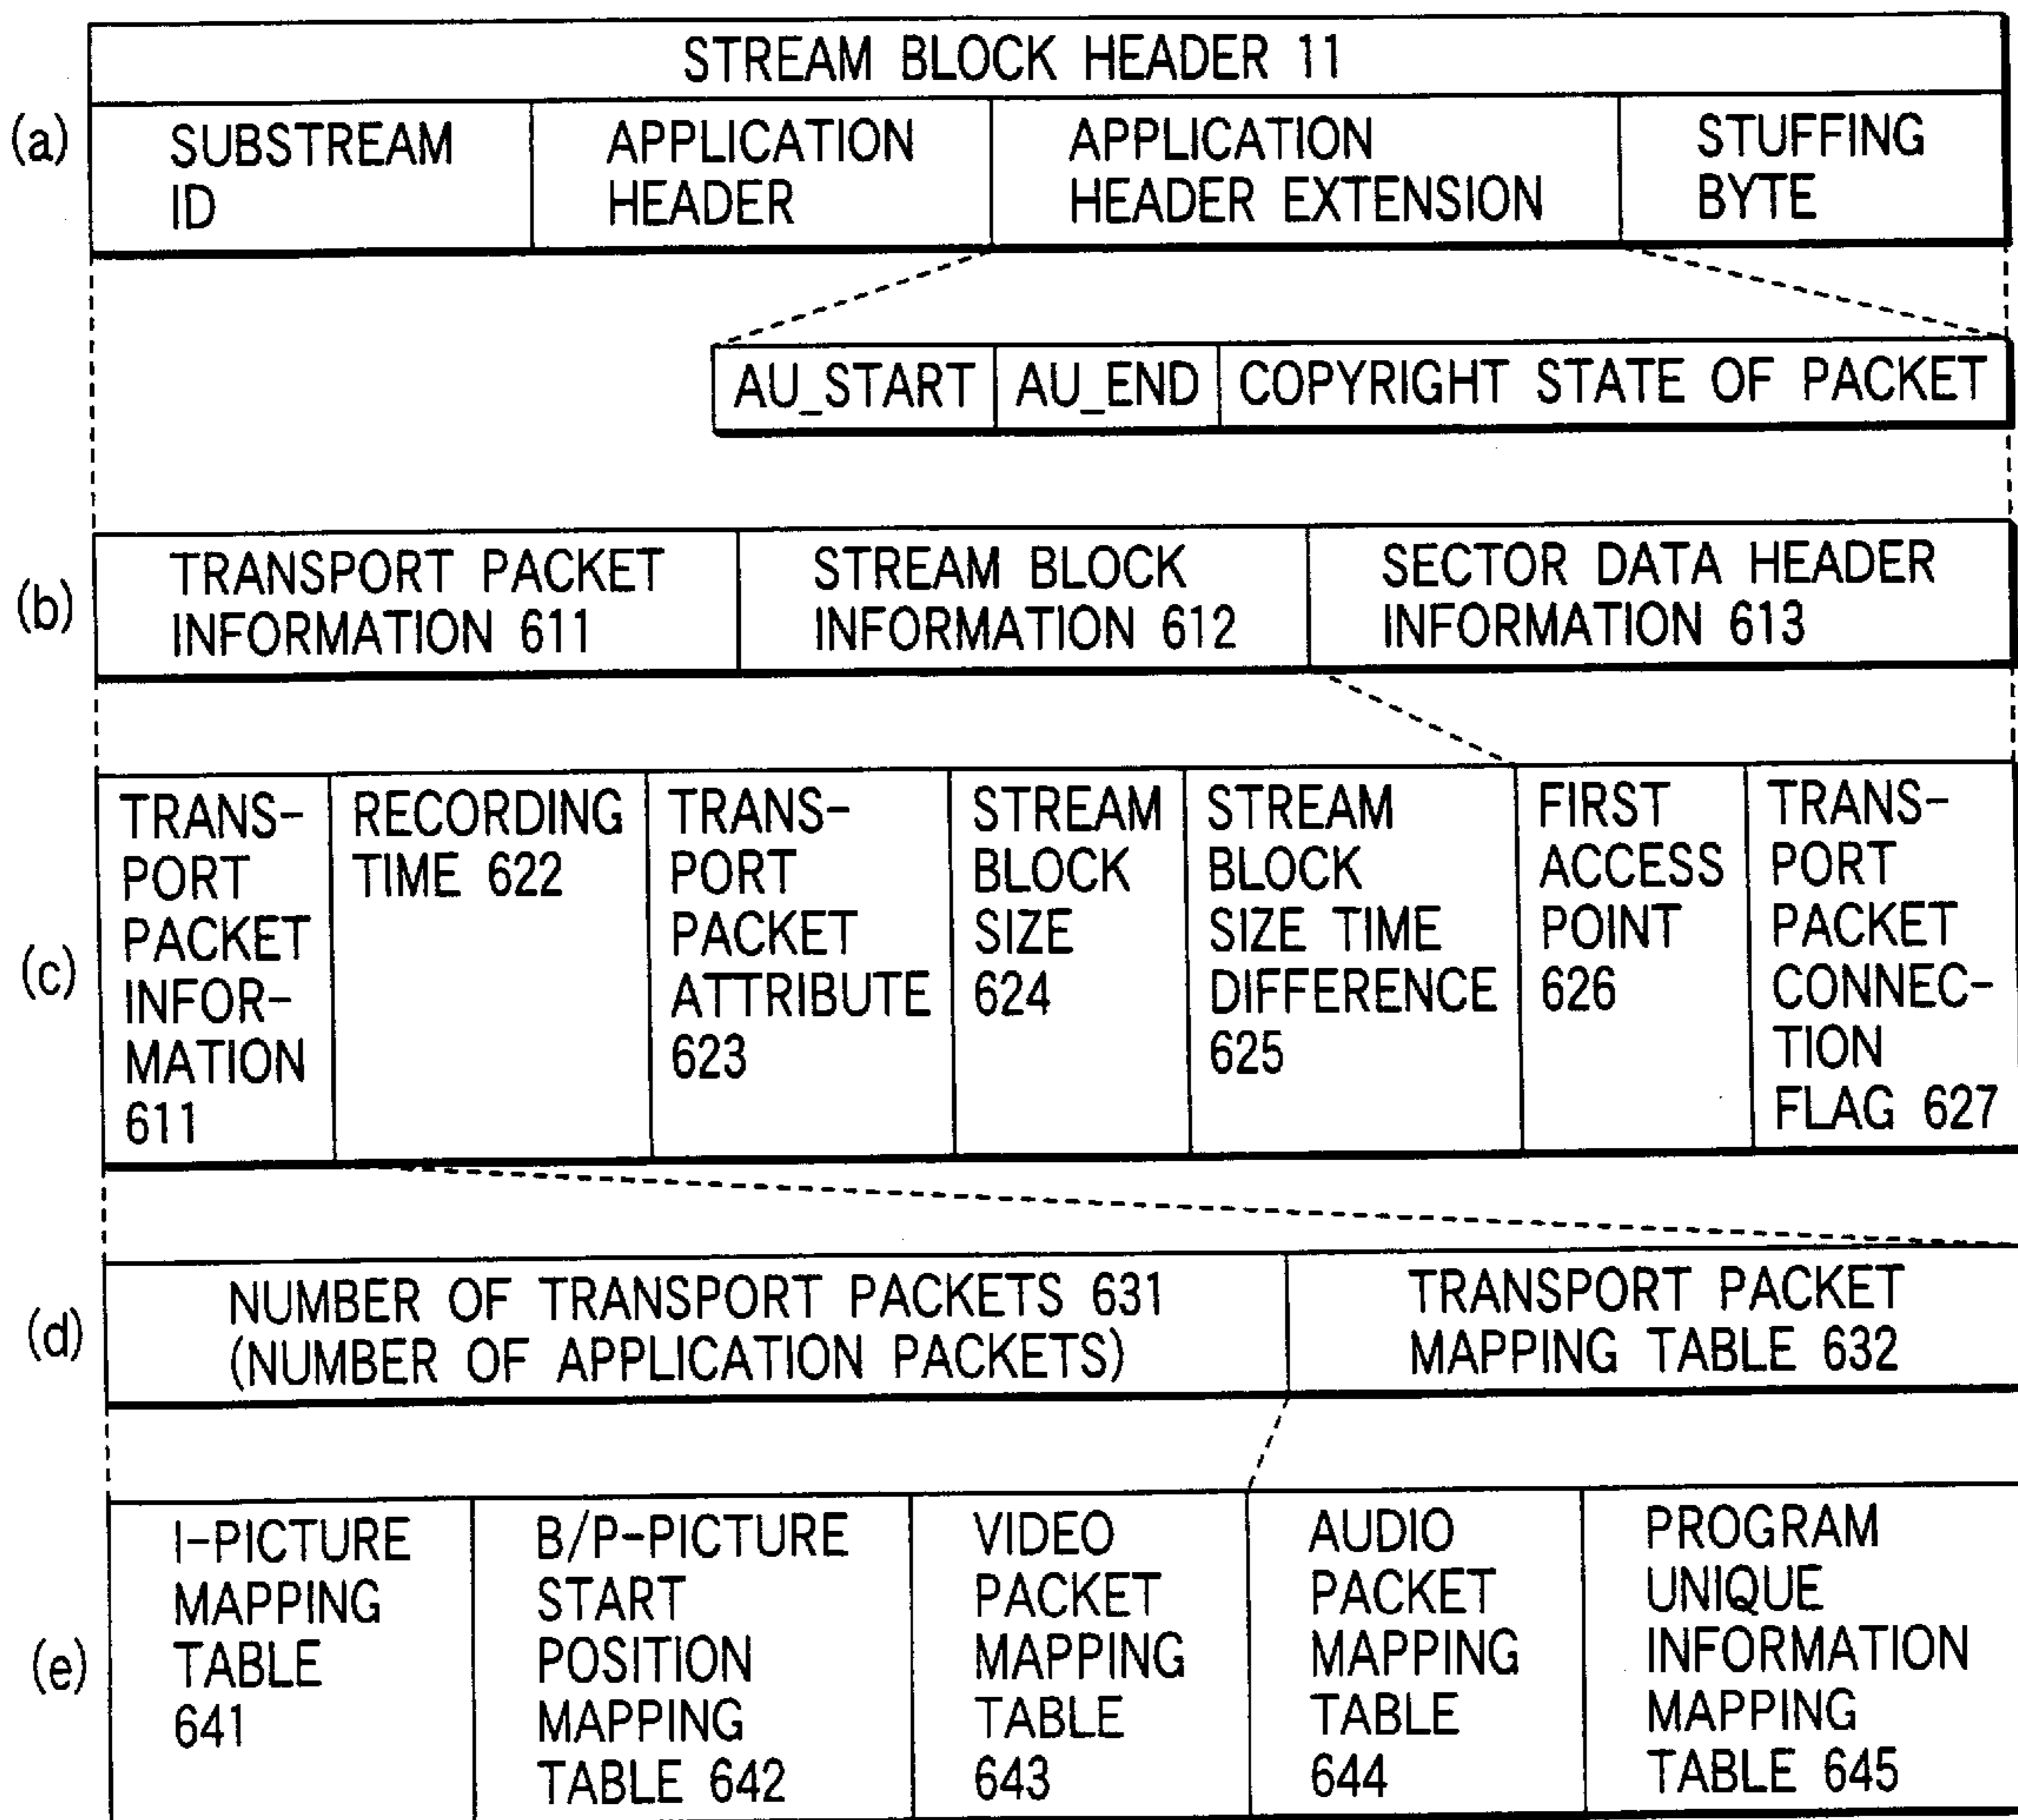 STREAM BLOCK HEADER 11
(a)
SUBSTREAM
ID
APPLICATION
HEADER
APPLICATION
HEADER EXTENSION
STUFFING
BYTE
AU_START
AU_END
COPYRIGHT STATE OF PACKET
(b)
TRANSPORT PACKET
INFORMATION 611
STREAM BLOCK
INFORMATION 612
SECTOR DATA HEADER
INFORMATION 613
(c)
TRANS-
PORT
PACKET
INFOR-
MATION
611
RECORDING
TIME 622
TRANS-
PORT
PACKET
ATTRIBUTE
623
STREAM
BLOCK
SIZE
624
STREAM
BLOCK
SIZE TIME
DIFFERENCE
625
FIRST
ACCESS
POINT
626
TRANS-
PORT
PACKET
CONNEC-
TION
FLAG 627
(d)
NUMBER OF TRANSPORT PACKETS 631
(NUMBER OF APPLICATION PACKETS)
TRANSPORT PACKET
MAPPING TABLE 632
(e)
I-PICTURE
MAPPING
TABLE
641
B/P-PICTURE
START
POSITION
MAPPING
TABLE 642
VIDEO
PACKET
MAPPING
TABLE
643
AUDIO
PACKET
MAPPING
TABLE
644
PROGRAM
UNIQUE
INFORMATION
MAPPING
TABLE 645